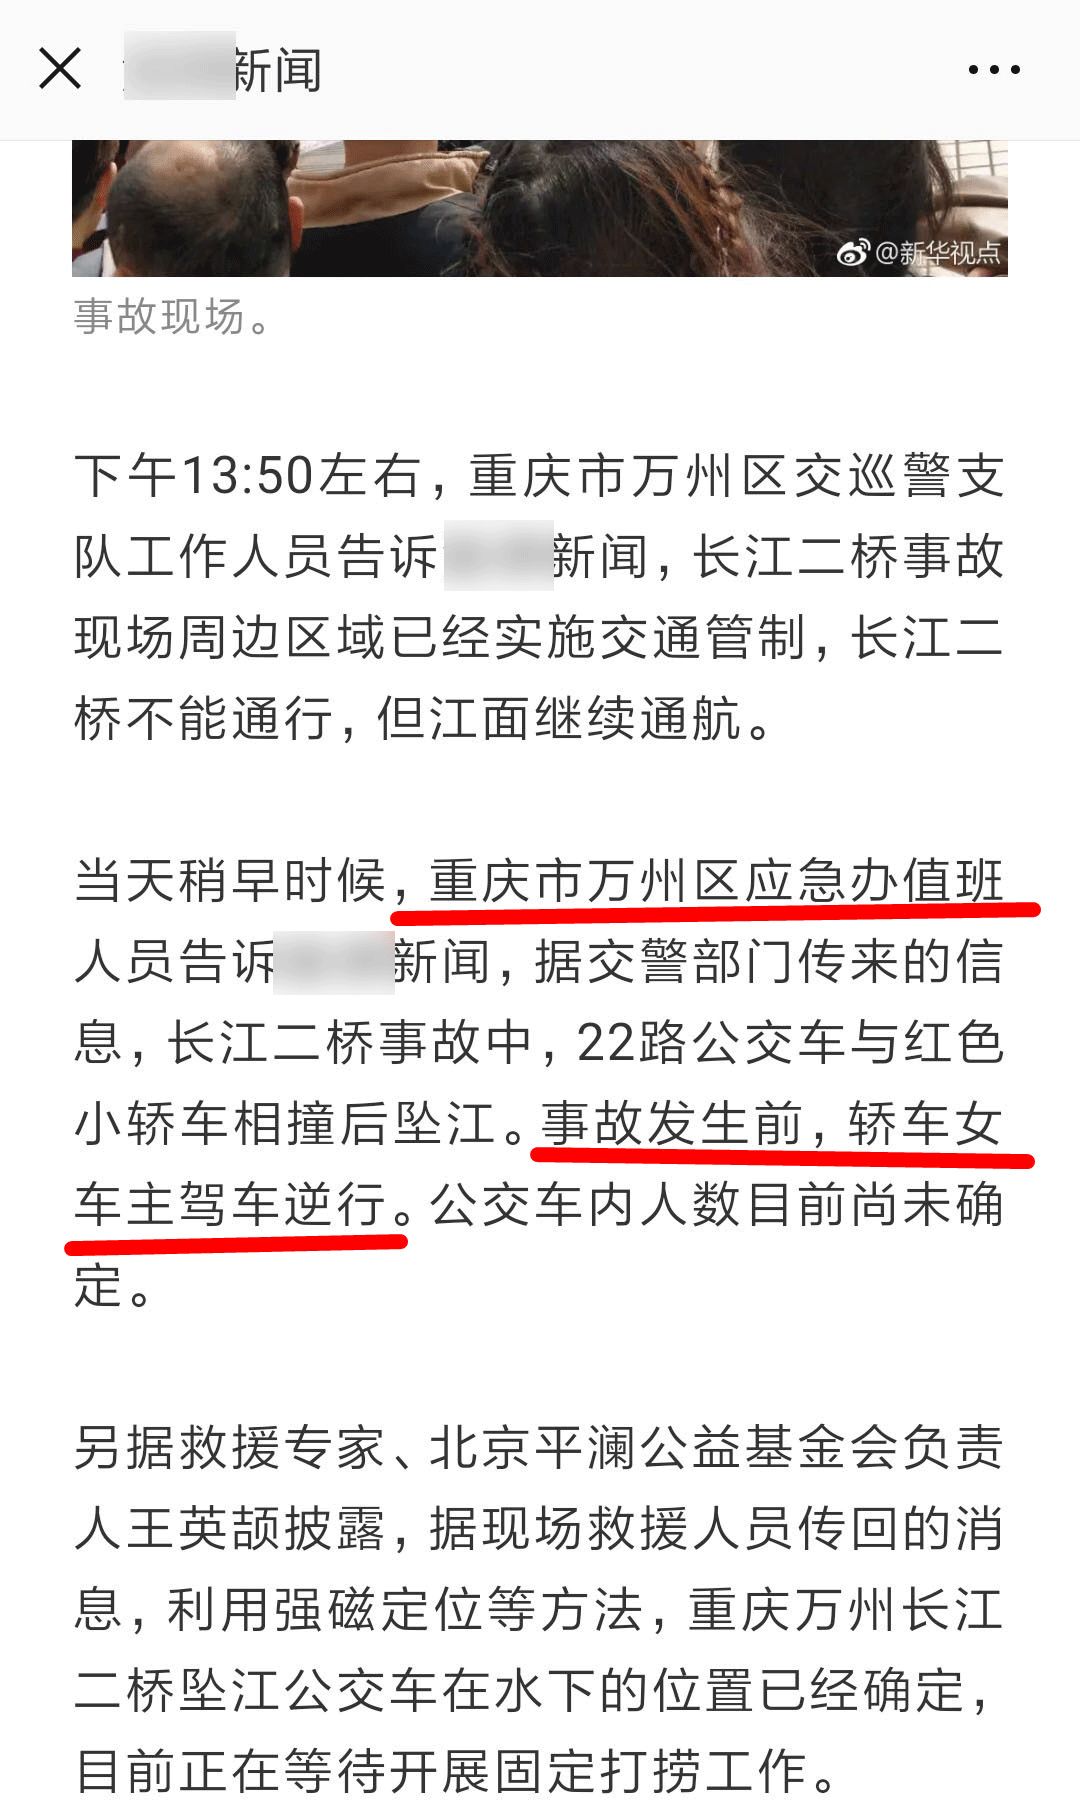 新闻
@新华视点
事故现场。
下午13:50左右，重庆市万州区交巡警支
队工作人员告诉新闻，长江二桥事故
现场周边区域已经实施交通管制，长江二
桥不能通行，但江面继续通航。
当天稍早时候，重庆市万州区应急办值班
人员告诉新闻，据交警部门传来的信
息，长江二桥事故中，22路公交车与红色
小轿车相撞后坠江。事故发生前，轿车女
车主驾车逆行。公交车内人数目前尚未确
定。
另据救援专家、北京平澜公益基金会负责
人王英颉披露，据现场救援人员传回的消
息，利用强磁定位等方法，重庆万州长江
二桥坠江公交车在水下的位置已经确定，
目前正在等待开展固定打捞工作。